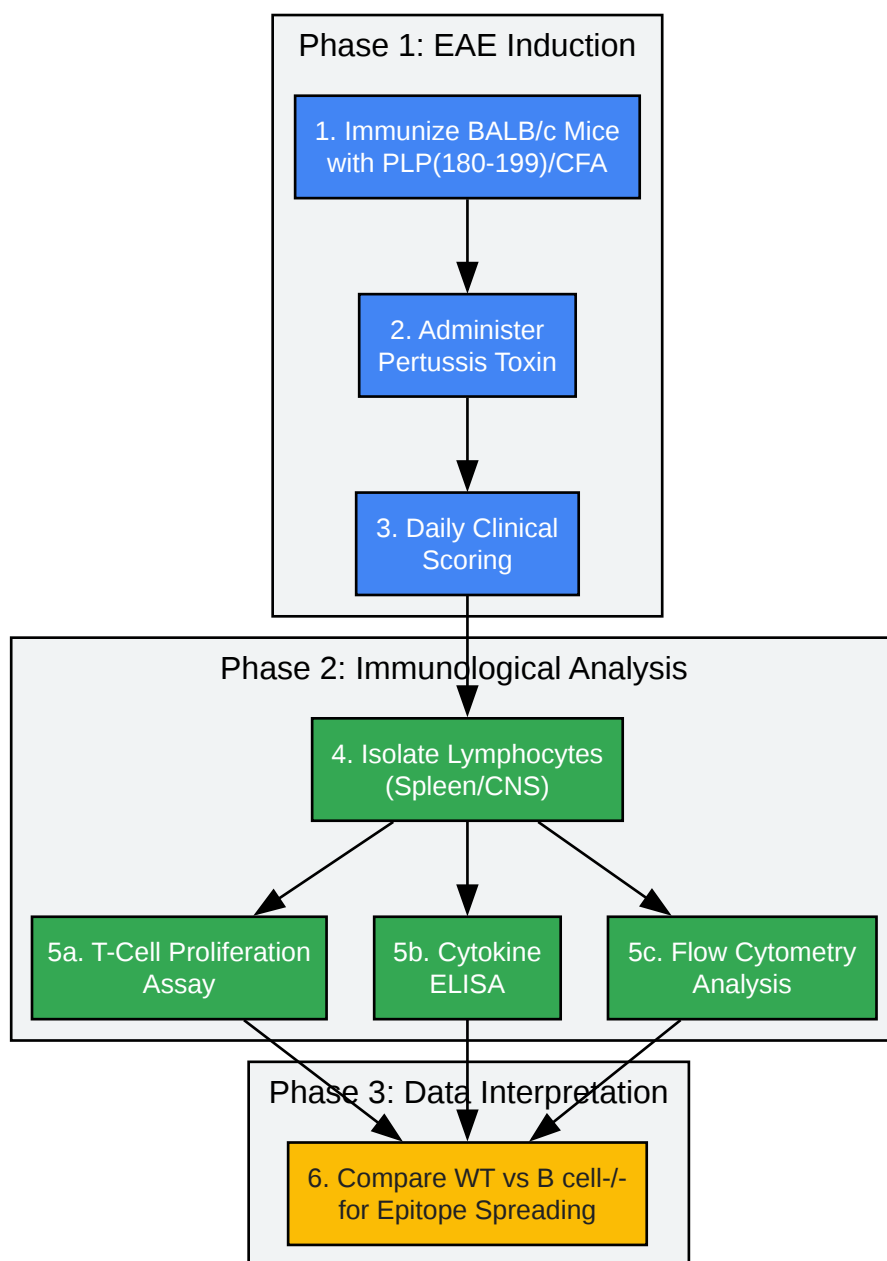 Phase 1: EAE Induction
1. Immunize BALB/c Mice
with PLP(180-199)/CFA
2. Administer
Pertussis Toxin
3. Daily Clinical
Scoring
Phase 2: Immunological Analysis
4. Isolate Lymphocytes
(Spleen/CNS)
5a. T-Cell Proliferation
Assay
5b. Cytokine
ELISA
5c. Flow Cytometry
Analysis
Phase 3: Data Interpretation
6. Compare WT vs B cell-/-
for Epitope Spreading